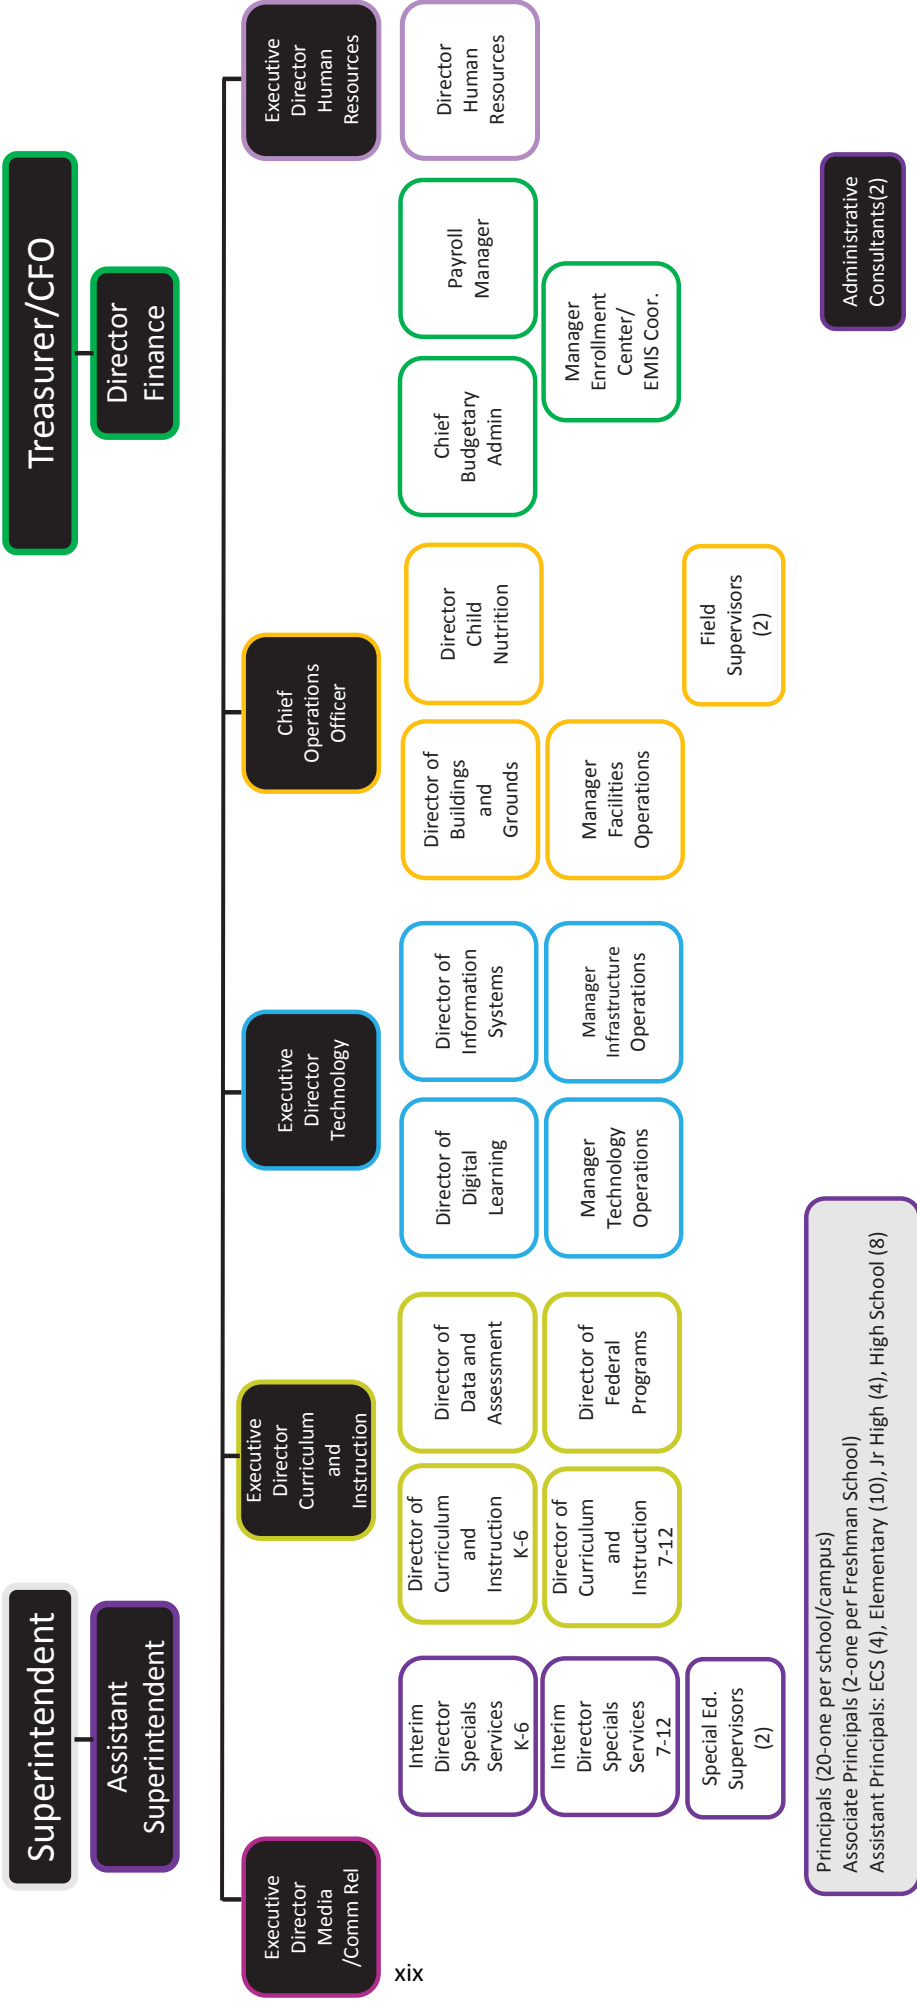 Superintendent
Assistant
Superintendent
Treasurer/CFO
Director
Finance
Executive
Director
Media
/Comm Rel
Executive
Director
Curriculum
and
Instruction
Executive
Director
Technology
Chief
Operations
Officer
Executive
Director
Human
Resources
Interim
Director
Specials
Services
K-6
Director of
Curriculum
and
Instruction
K-6
Director of
Data and
Assessment
Director of
Digital
Learning
Director of
Information
Systems
Director of
Buildings
and
Grounds
Director
Child
Nutrition
Chief
Budgetary
Admin
Payroll
Manager
Director
Human
Resources
Interim
Director
Specials
Services
7-12
Director of
Curriculum
and
Instruction
7-12
Director of
Federal
Programs
Manager
Technology
Operations
Manager
Infrastructure
Operations
Manager
Facilities
Operations
Manager
Enrollment
Center/
EMIS Coor.
Special Ed.
Supervisors
(2)
Field
Supervisors
(2)
Principals (20-one per school/campus)
Associate Principals (2-one per Freshman School)
Assistant Principals: ECS (4), Elementary (10), Jr High (4), High School (8)
Administrative
Consultants(2)
xix